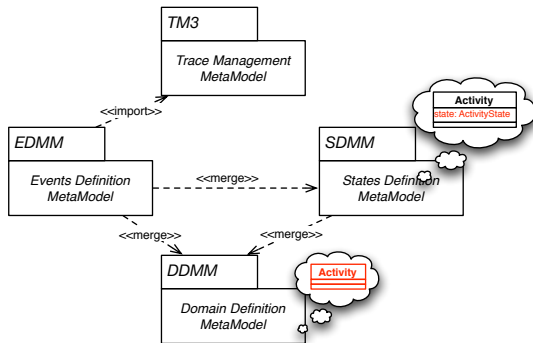 TM3
Trace Management
MetaModel
<<import>>
Activity
state: ActivityState
EDMM
Events Definition
MetaModel
<<merge>>
SDMM
States Definition
MetaModel
<<merge>>
<<merge>>
DDMM
Domain Definition
MetaModel
Activity